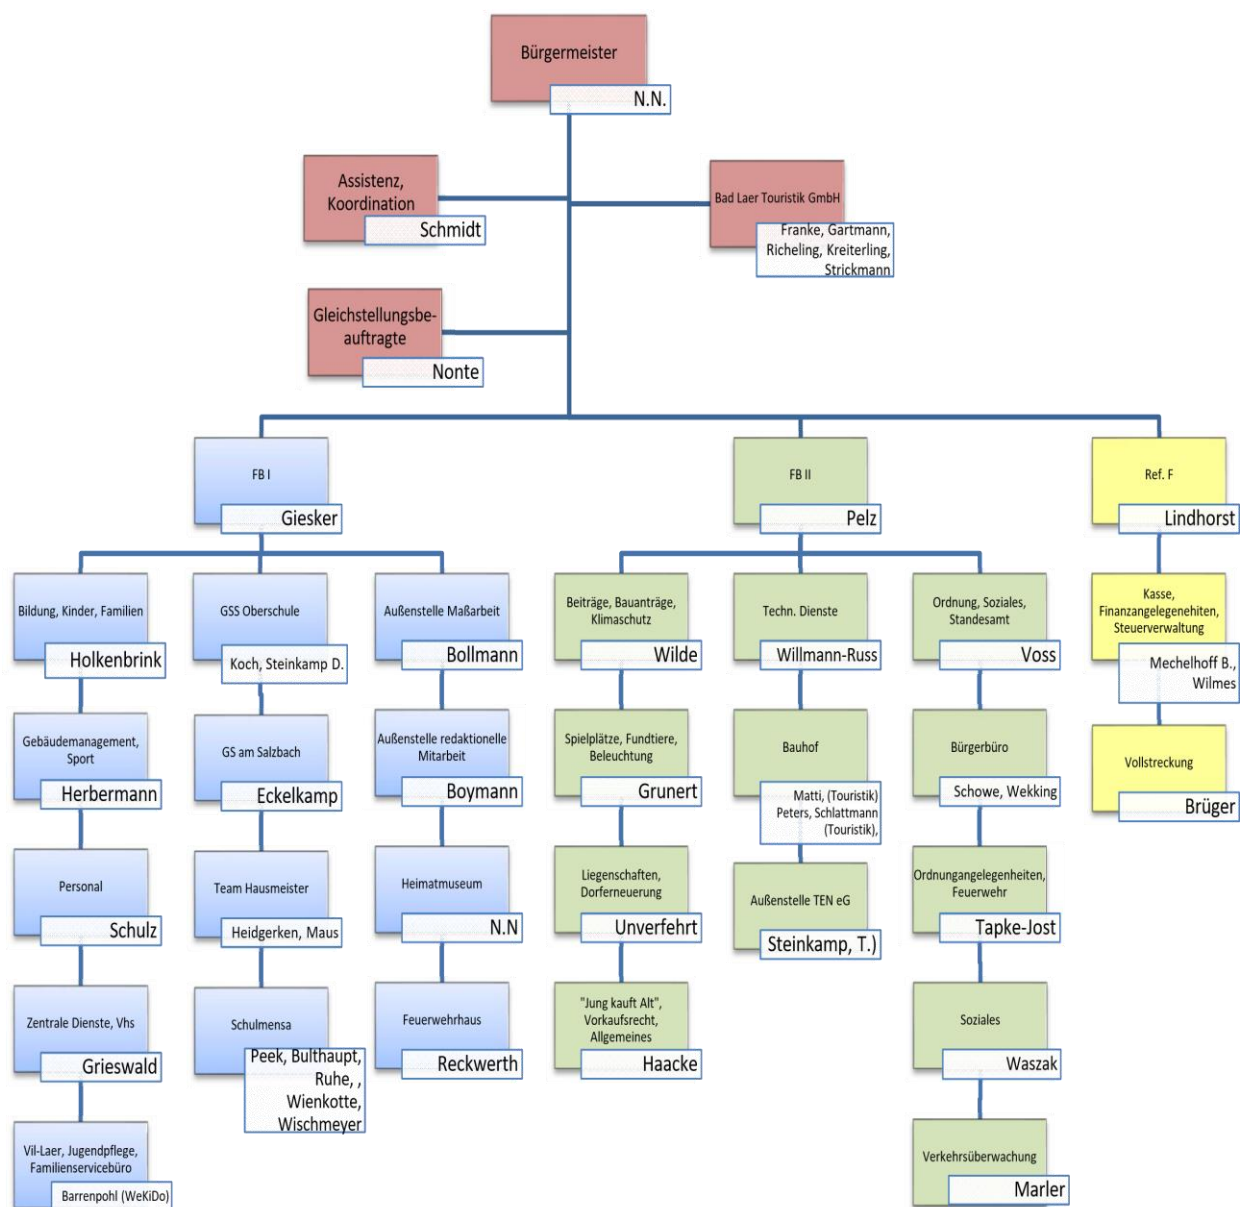 Bürgermeister
N.N.
Assistenz,
Koordination
Schmidt
Bad Laer Touristik GmbH
Franke, Gartmann,
Richeling, Kreiterling,
Strickmann
Gleichstellungsbe-
auftragte
Nonte
FB I
Giesker
FB II
Pelz
Ref. F
Lindhorst
Bildung, Kinder, Familien
Holkenbrink
GSS Oberschule
Koch, Steinkamp D.
Außenstelle Maßarbeit
Bollmann
Beiträge, Bauanträge,
Klimaschutz
Wilde
Techn. Dienste
Willmann-Russ
Ordnung, Soziales,
Standesamt
Voss
Kasse,
Finanzangelegenehiten,
Steuerverwaltung
Mechelhoff B.,
Wilmes
Gebäudemanagement,
Sport
Herbermann
GS am Salzbach
Eckelkamp
Außenstelle redaktionelle
Mitarbeit
Boymann
Spielplätze, Fundtiere,
Beleuchtung
Grunert
Bauhof
Matti, (Touristik)
Peters, Schlattmann
(Touristik),
Bürgerbüro
Schowe, Wekking
Vollstreckung
Brüger
Personal
Schulz
Team Hausmeister
Heidgerken, Maus
Heimatmuseum
N.N
Liegenschaften,
Dorferneuerung
Unverfehrt
Außenstelle TEN eG
Steinkamp, T.)
Ordnungangelegenheiten,
Feuerwehr
Tapke-Jost
Zentrale Dienste, Vhs
Grieswald
Schulmensa
Peek, Bulthaupt,
Ruhe, ,
Wienkotte,
Wischmeyer
Feuerwehrhaus
Reckwerth
"Jung kauft Alt",
Vorkaufsrecht,
Allgemeines
Haacke
Soziales
Waszak
Vil-Laer, Jugendpflege,
Familienservicebüro
Barrenpohl (WeKiDo)
Verkehrsüberwachung
Marler